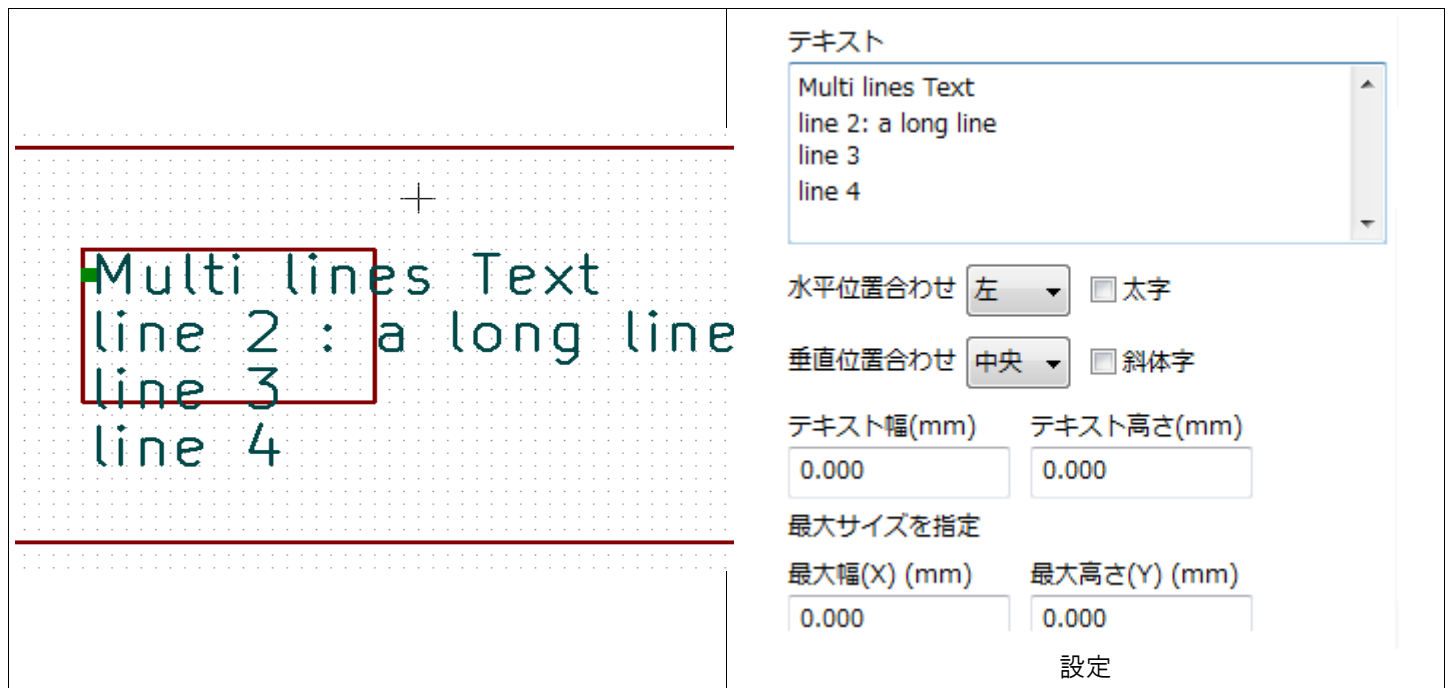 Multi lines Text
line 2 : a long line
line 3
line 4
テキスト
Multi lines Text
line 2: a long line
line 3
line 4
水平位置合わせ 左 太字
垂直位置合わせ 中央 斜体字
テキスト幅(mm) テキスト高さ(mm)
0.000 0.000
最大サイズを指定
最大幅(X) (mm) 最大高さ(Y) (mm)
0.000 0.000
設定